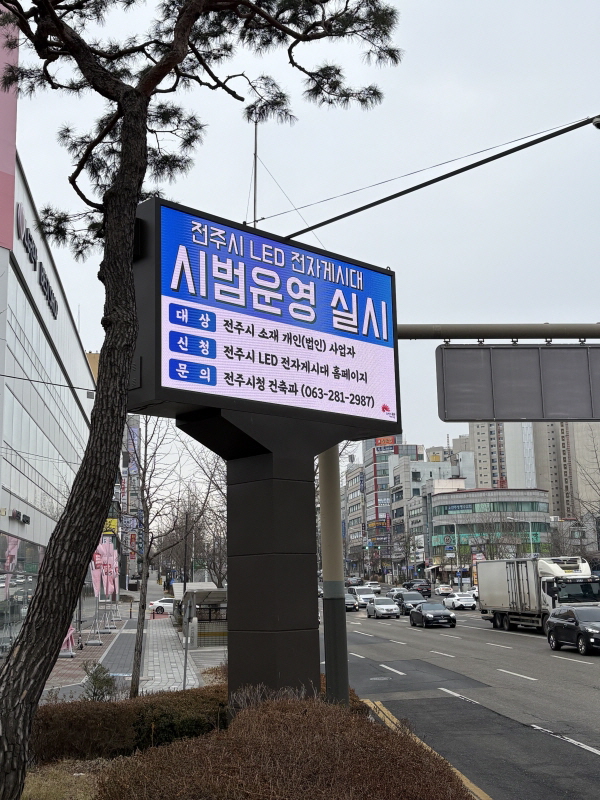 전주시 LED 전자게시대
시범운영 실시
대 상 전주시 소재 개인(법인) 사업자
신 청 전주시 LED 전자게시대 홈페이지
문 의 전주시청 건축과 (063-281-2987)